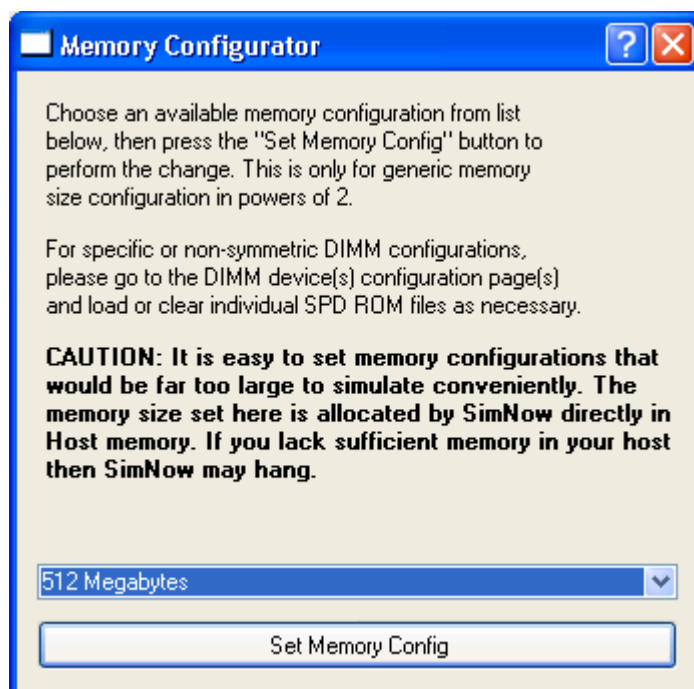 Memory Configurator
Choose an available memory configuration from list
below, then press the "Set Memory Config" button to
perform the change. This is only for generic memory
size configuration in powers of 2.
For specific or non-symmetric DIMM configurations,
please go to the DIMM device(s) configuration page(s)
and load or clear individual SPD ROM files as necessary.
CAUTION: It is easy to set memory configurations that
would be far too large to simulate conveniently. The
memory size set here is allocated by SimNow directly in
Host memory. If you lack sufficient memory in your host
then SimNow may hang.
512 Megabytes
Set Memory Config